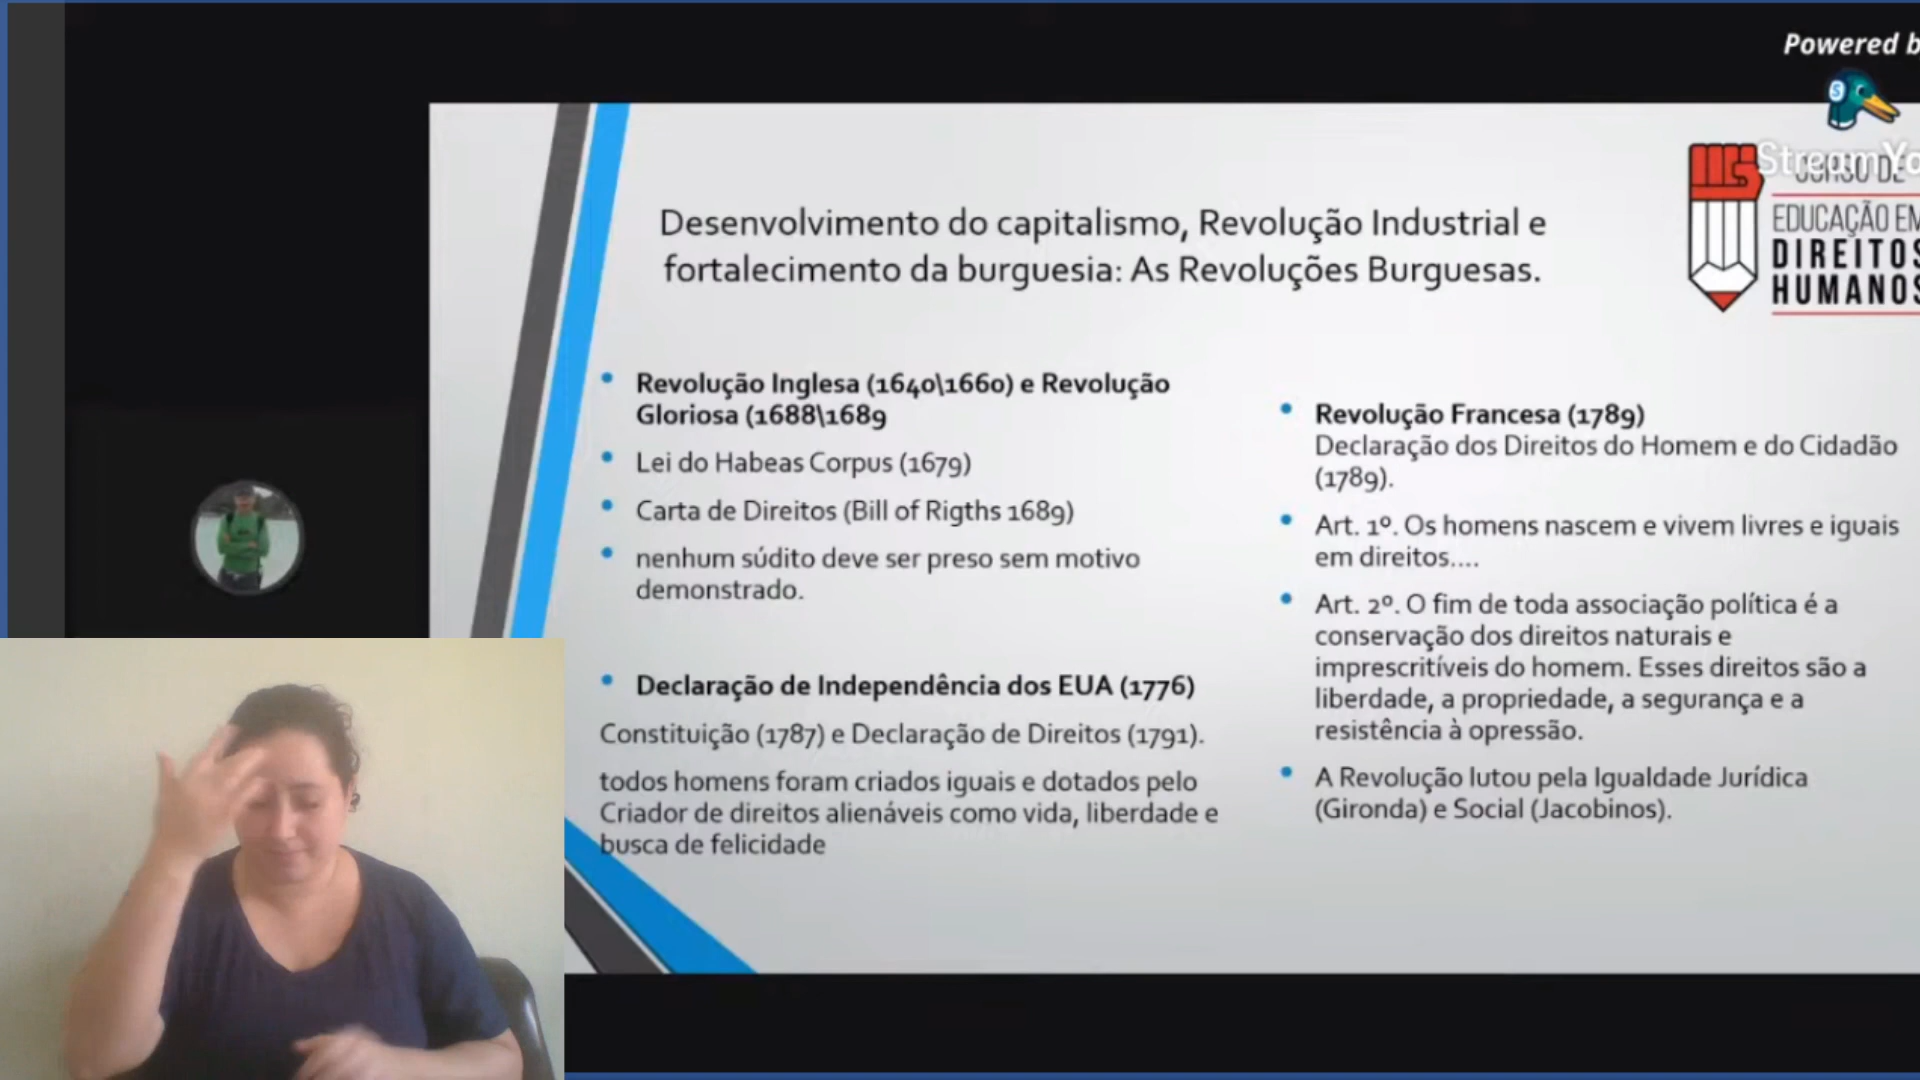 Powered b
StreamYo
CURSO DE
EDUCAÇÃO EM
DIREITOS
HUMANOS
Desenvolvimento do capitalismo, Revolução Industrial e
fortalecimento da burguesia: As Revoluções Burguesas.
Revolução Inglesa (1640\1660) e Revolução
Gloriosa (1688\1689
Lei do Habeas Corpus (1679)
Carta de Direitos (Bill of Rigths 1689)
nenhum súdito deve ser preso sem motivo
demonstrado.
Declaração de Independência dos EUA (1776)
Constituição (1787) e Declaração de Direitos (1791).
todos homens foram criados iguais e dotados pelo
Criador de direitos alienáveis como vida, liberdade e
busca de felicidade
Revolução Francesa (1789)
Declaração dos Direitos do Homem e do Cidadão
(1789).
Art. 1º. Os homens nascem e vivem livres e iguais
em direitos....
Art. 2º. O fim de toda associação política é a
conservação dos direitos naturais e
imprescritíveis do homem. Esses direitos são a
liberdade, a propriedade, a segurança e a
resistência à opressão.
A Revolução lutou pela Igualdade Jurídica
(Gironda) e Social (Jacobinos).